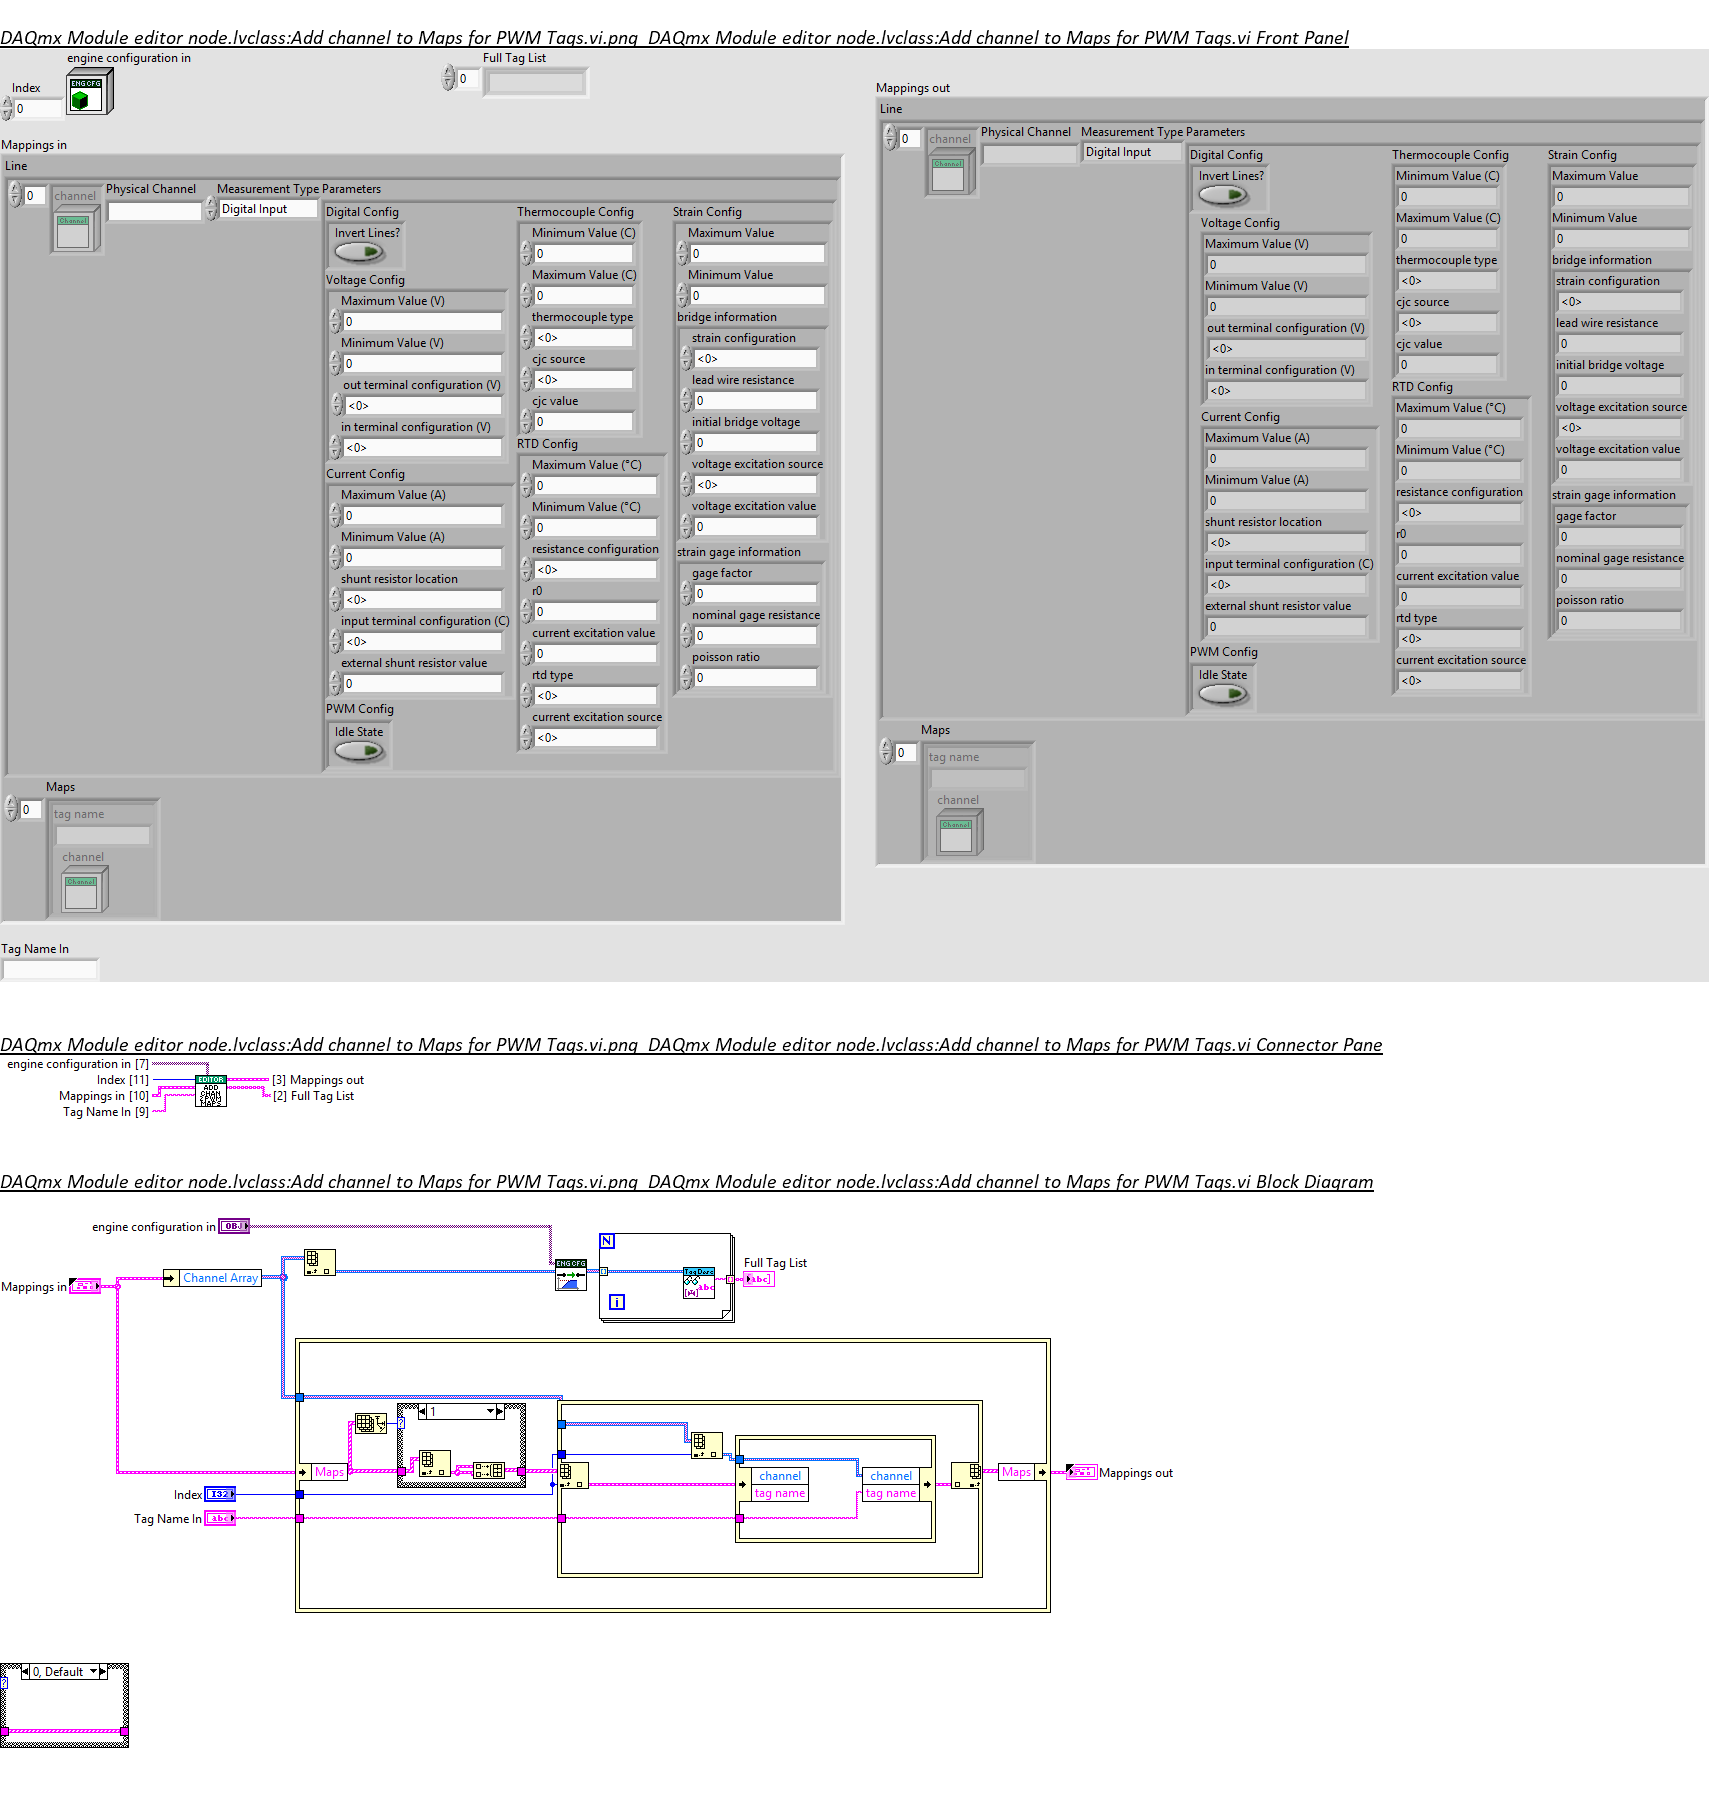 DAQmx Module editor node.lvclass:Add channel to Maps for PWM Tags.vi.png DAQmx Module editor node.lvclass:Add channel to Maps for PWM Tags.vi Front Panel
engine configuration in
Full Tag List
ENG CFG
0
Index
0
Mappings in
Line
0
channel
Channel
Physical Channel
Measurement Type
Digital Input
Parameters
Digital Config
Invert Lines?
Voltage Config
Maximum Value (V)
0
Minimum Value (V)
0
out terminal configuration (V)
<0>
in terminal configuration (V)
<0>
Current Config
Maximum Value (A)
0
Minimum Value (A)
0
shunt resistor location
<0>
input terminal configuration (C)
<0>
external shunt resistor value
0
PWM Config
Idle State
Thermocouple Config
Minimum Value (C)
0
Maximum Value (C)
0
thermocouple type
<0>
cjc source
<0>
cjc value
0
RTD Config
Maximum Value (°C)
0
Minimum Value (°C)
0
resistance configuration
<0>
r0
0
current excitation value
0
rtd type
<0>
current excitation source
<0>
Strain Config
Maximum Value
0
Minimum Value
0
bridge information
strain configuration
<0>
lead wire resistance
0
initial bridge voltage
0
voltage excitation source
<0>
voltage excitation value
0
strain gage information
gage factor
0
nominal gage resistance
0
poisson ratio
0
Maps
0
tag name
channel
Channel
Tag Name In
Mappings out
Line
0
channel
Channel
Physical Channel
Measurement Type
Digital Input
Parameters
Digital Config
Invert Lines?
Voltage Config
Maximum Value (V)
0
Minimum Value (V)
0
out terminal configuration (V)
<0>
in terminal configuration (V)
<0>
Current Config
Maximum Value (A)
0
Minimum Value (A)
0
shunt resistor location
<0>
input terminal configuration (C)
<0>
external shunt resistor value
0
PWM Config
Idle State
Thermocouple Config
Minimum Value (C)
0
Maximum Value (C)
0
thermocouple type
<0>
cjc source
<0>
cjc value
0
RTD Config
Maximum Value (°C)
0
Minimum Value (°C)
0
resistance configuration
<0>
r0
0
current excitation value
0
rtd type
<0>
current excitation source
<0>
Strain Config
Maximum Value
0
Minimum Value
0
bridge information
strain configuration
<0>
lead wire resistance
0
initial bridge voltage
0
voltage excitation source
<0>
voltage excitation value
0
strain gage information
gage factor
0
nominal gage resistance
0
poisson ratio
0
Maps
0
tag name
channel
Channel
DAQmx Module editor node.lvclass:Add channel to Maps for PWM Tags.vi.png DAQmx Module editor node.lvclass:Add channel to Maps for PWM Tags.vi Connector Pane
engine configuration in [7]
Index [11]
Mappings in [10]
Tag Name In [9]
EDITOR
ADD
CHAN
MAPS
[3] Mappings out
[2] Full Tag List
DAQmx Module editor node.lvclass:Add channel to Maps for PWM Tags.vi.png DAQmx Module editor node.lvclass:Add channel to Maps for PWM Tags.vi Block Diagram
engine configuration in OBJ
N
ENG CFG
Tag Desc
abc
i
Full Tag List
abc
Mappings in
Channel Array
1
?
Maps
Index I32
Tag Name In abc
channel
tag name
channel
tag name
Maps
Mappings out
0, Default
?